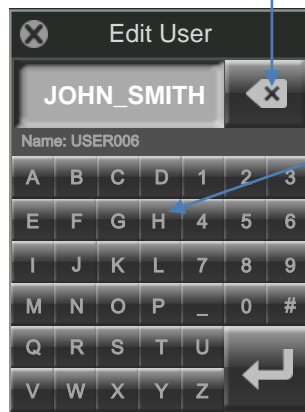 Edit User
JOHN_SMITH
Name: USER006
A B C D 1 2 3
E F G H 4 5 6
I J K L 7 8 9
M N O P _ 0 #
Q R S T U
V W X Y Z